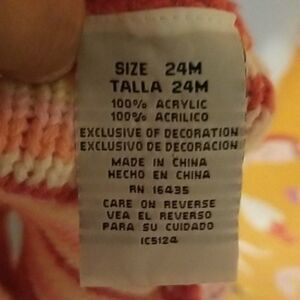 SIZE 24M
TALLA 24M
100% ACRYLIC
100% ACRILICO
EXCLUSIVE OF DECORATION
EXCLUSIVO DE DECORACION
MADE IN CHINA
HECHO EN CHINA
RN 16435
CARE ON REVERSE
VEA EL REVERSO
PARA SU CUIDADO
IC5124